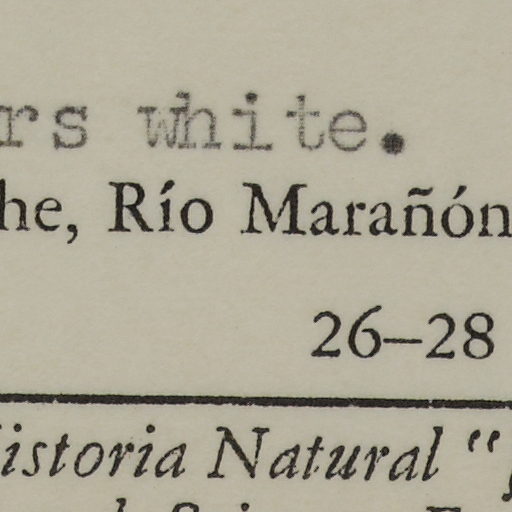 rs white.
he, Río Marañón
26–28
istoria Natural "